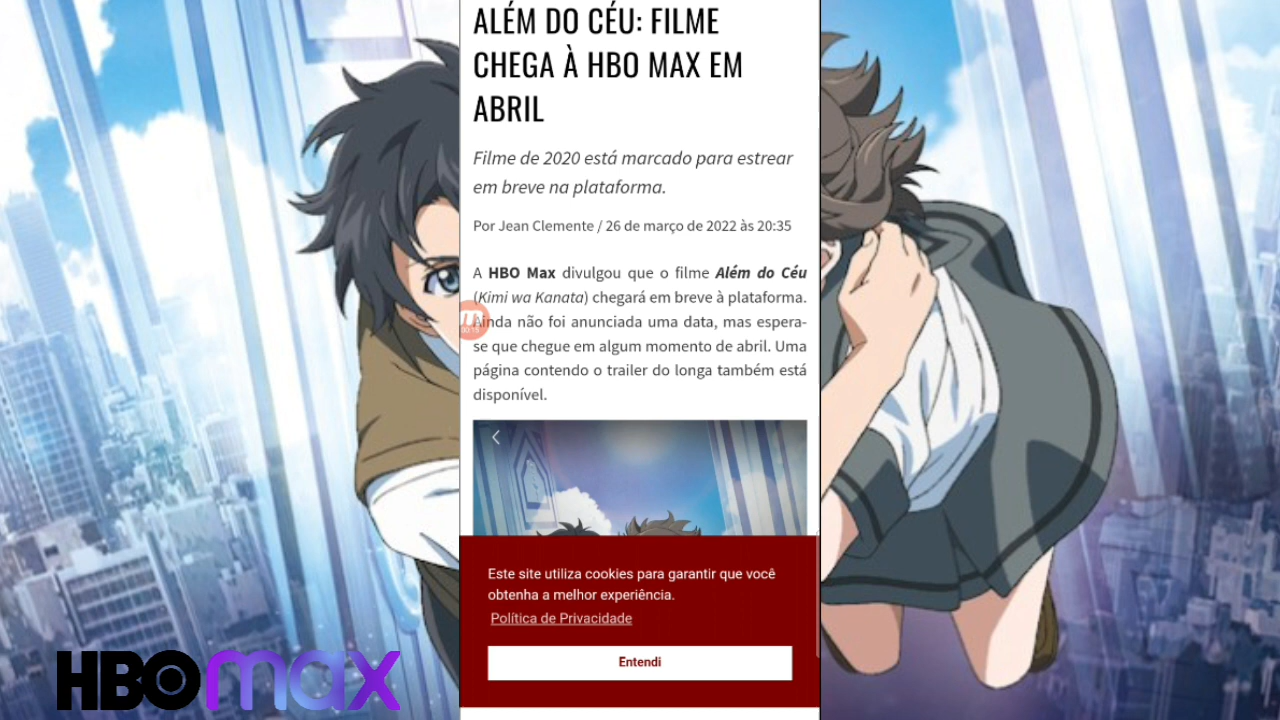 ALÉM DO CÉU: FILME
CHEGA À HBO MAX EM
ABRIL
Filme de 2020 está marcado para estrear
em breve na plataforma.
Por Jean Clemente / 26 de março de 2022 às 20:35
A HBO Max divulgou que o filme Além do Céu
(Kimi wa Kanata) chegará em breve à plataforma.
Ainda não foi anunciada uma data, mas espera-
se que chegue em algum momento de abril. Uma
página contendo o trailer do longa também está
disponível.
Este site utiliza cookies para garantir que você
obtenha a melhor experiência.
Política de Privacidade
Entendi
HBO max